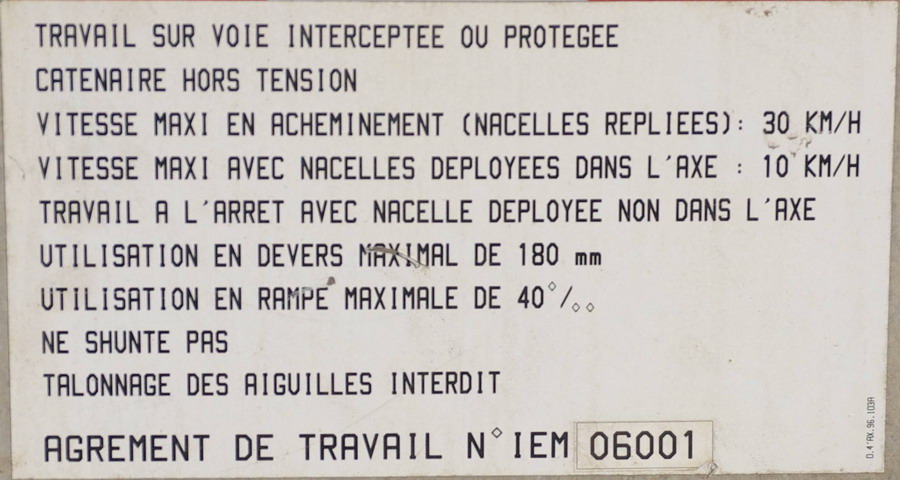 TRAVAIL SUR VOIE INTERCEPTEE OU PROTEGEE
CATENAIRE HORS TENSION
VITESSE MAXI EN ACHEMINEMENT (NACELLES REPLIEES): 30 KM/H
VITESSE MAXI AVEC NACELLES DEPLOYEES DANS L'AXE : 10 KM/H
TRAVAIL A L'ARRET AVEC NACELLE DEPLOYEE NON DANS L'AXE
UTILISATION EN DEVERS MAXIMAL DE 180 mm
UTILISATION EN RAMPE MAXIMALE DE 40‰
NE SHUNTE PAS
TALONNAGE DES AIGUILLES INTERDIT
AGREMENT DE TRAVAIL N°IEM 06001